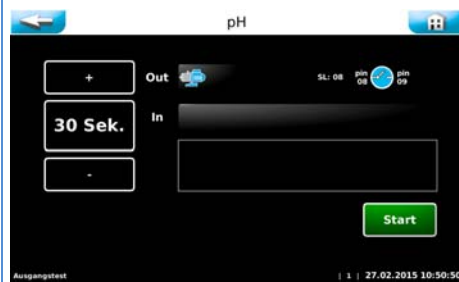 pH
+
Out
SL: 08
pin 08
pin 09
30 Sek.
In
-
Start
Ausgangstest
| 1 | 27.02.2015 10:50:50